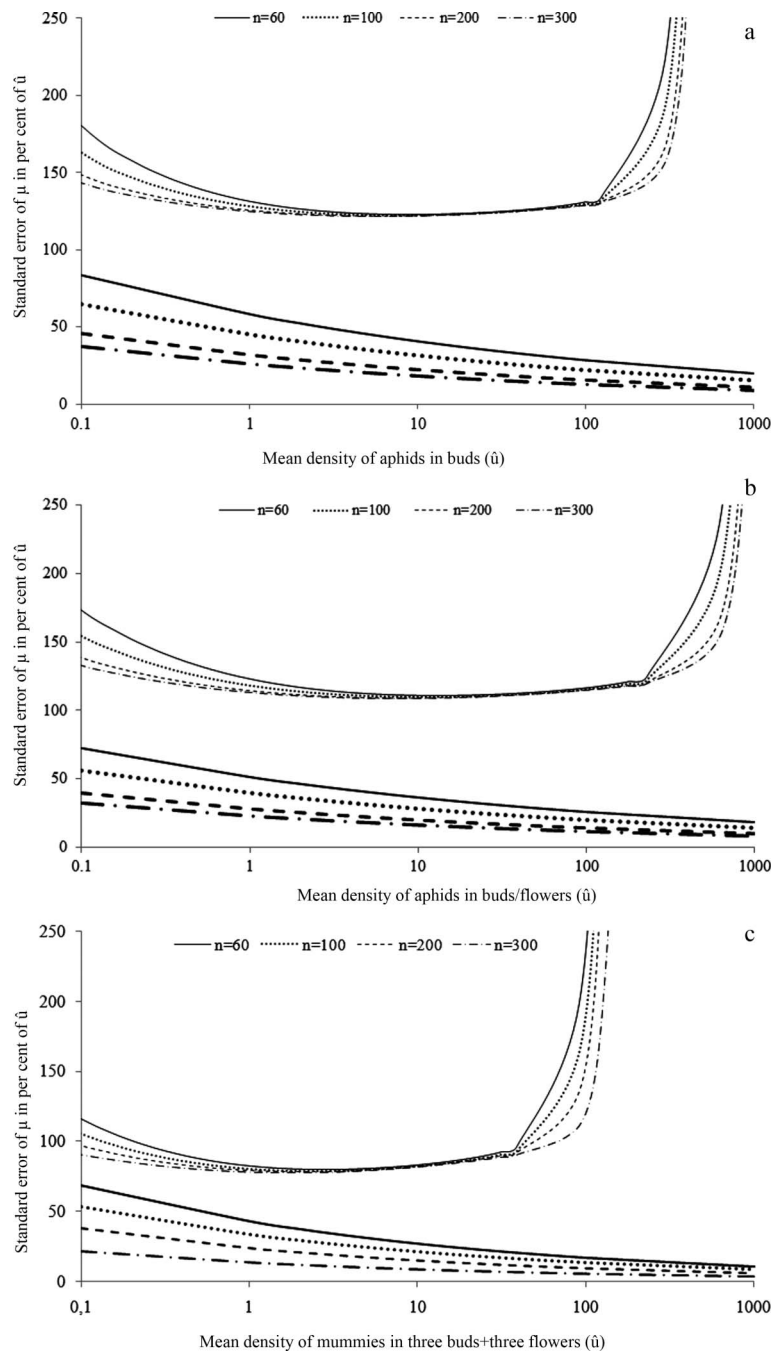 250
n=60 n=100 n=200 n=300
a
200
150
100
50
0
Standard error of µ in per cent of û
0.1 1 10 100 1000
Mean density of aphids in buds (û)
b
250
n=60 n=100 n=200 n=300
200
150
100
50
0
Standard error of µ in per cent of û
0.1 1 10 100 1000
Mean density of aphids in buds/flowers (û)
c
250
n=60 n=100 n=200 n=300
200
150
100
50
0
Standard error of µ in per cent of û
0,1 1 10 100 1000
Mean density of mummies in three buds+three flowers (û)